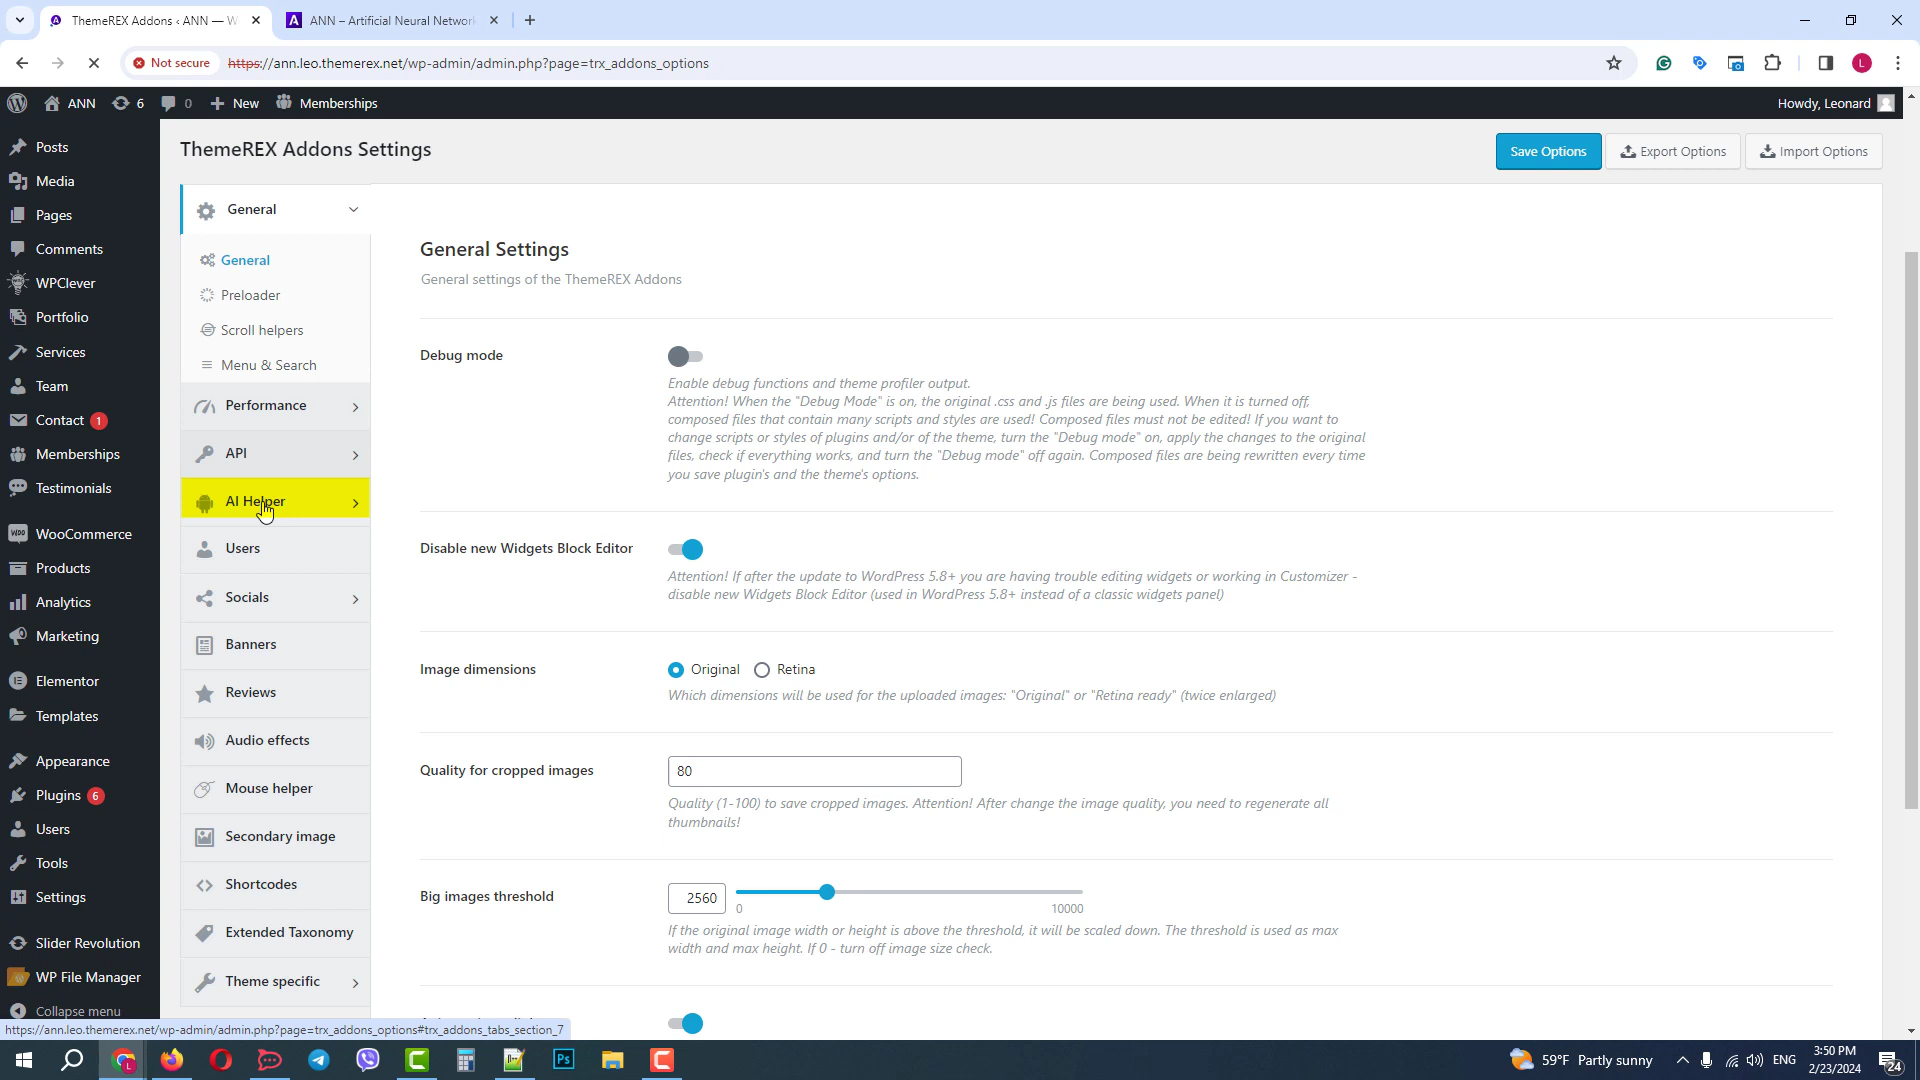 ThemeREX Addons ‹ ANN — W
ANN – Artificial Neural Network
Not secure
https://ann.leo.themerex.net/wp-admin/admin.php?page=trx_addons_options
L
ANN
6
0
New
Memberships
Howdy, Leonard
Posts
Media
Pages
Comments
WPClever
Portfolio
Services
Team
Contact 1
Memberships
Testimonials
WooCommerce
Products
Analytics
Marketing
Elementor
Templates
Appearance
Plugins 6
Users
Tools
Settings
Slider Revolution
WP File Manager
Collapse menu
ThemeREX Addons Settings
Save Options
Export Options
Import Options
General
General
Preloader
Scroll helpers
Menu & Search
Performance
API
AI Helper
Users
Socials
Banners
Reviews
Audio effects
Mouse helper
Secondary image
Shortcodes
Extended Taxonomy
Theme specific
General Settings
General settings of the ThemeREX Addons
Debug mode
Enable debug functions and theme profiler output.
Attention! When the "Debug Mode" is on, the original .css and .js files are being used. When it is turned off,
composed files that contain many scripts and styles are used! Composed files must not be edited! If you want to
change scripts or styles of plugins and/or of the theme, turn the "Debug mode" on, apply the changes to the original
files, check if everything works, and turn the "Debug mode" off again. Composed files are being rewritten every time
you save plugin's and the theme's options.
Disable new Widgets Block Editor
Attention! If after the update to WordPress 5.8+ you are having trouble editing widgets or working in Customizer -
disable new Widgets Block Editor (used in WordPress 5.8+ instead of a classic widgets panel)
Image dimensions
Original
Retina
Which dimensions will be used for the uploaded images: "Original" or "Retina ready" (twice enlarged)
Quality for cropped images
80
Quality (1-100) to save cropped images. Attention! After change the image quality, you need to regenerate all
thumbnails!
Big images threshold
2560
0
10000
If the original image width or height is above the threshold, it will be scaled down. The threshold is used as max
width and max height. If 0 - turn off image size check.
https://ann.leo.themerex.net/wp-admin/admin.php?page=trx_addons_options#trx_addons_tabs_section_7
59°F Partly sunny
ENG
3:50 PM
2/23/2024
24